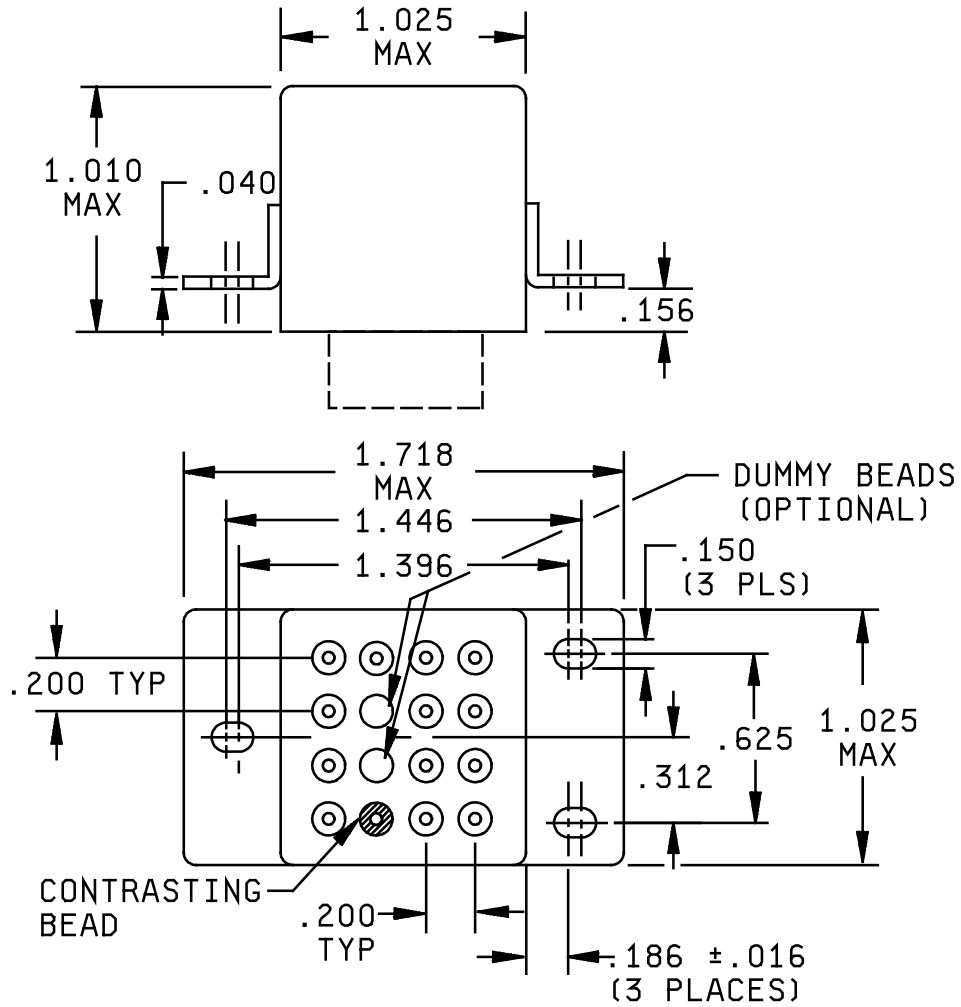 1.025
MAX
1.010
MAX
.040
.156
1.718
MAX
DUMMY BEADS
(OPTIONAL)
1.446
1.396
.150
(3 PLS)
.200 TYP
1.025
MAX
.625
.312
CONTRASTING
BEAD
.200
TYP
.186 ±.016
(3 PLACES)